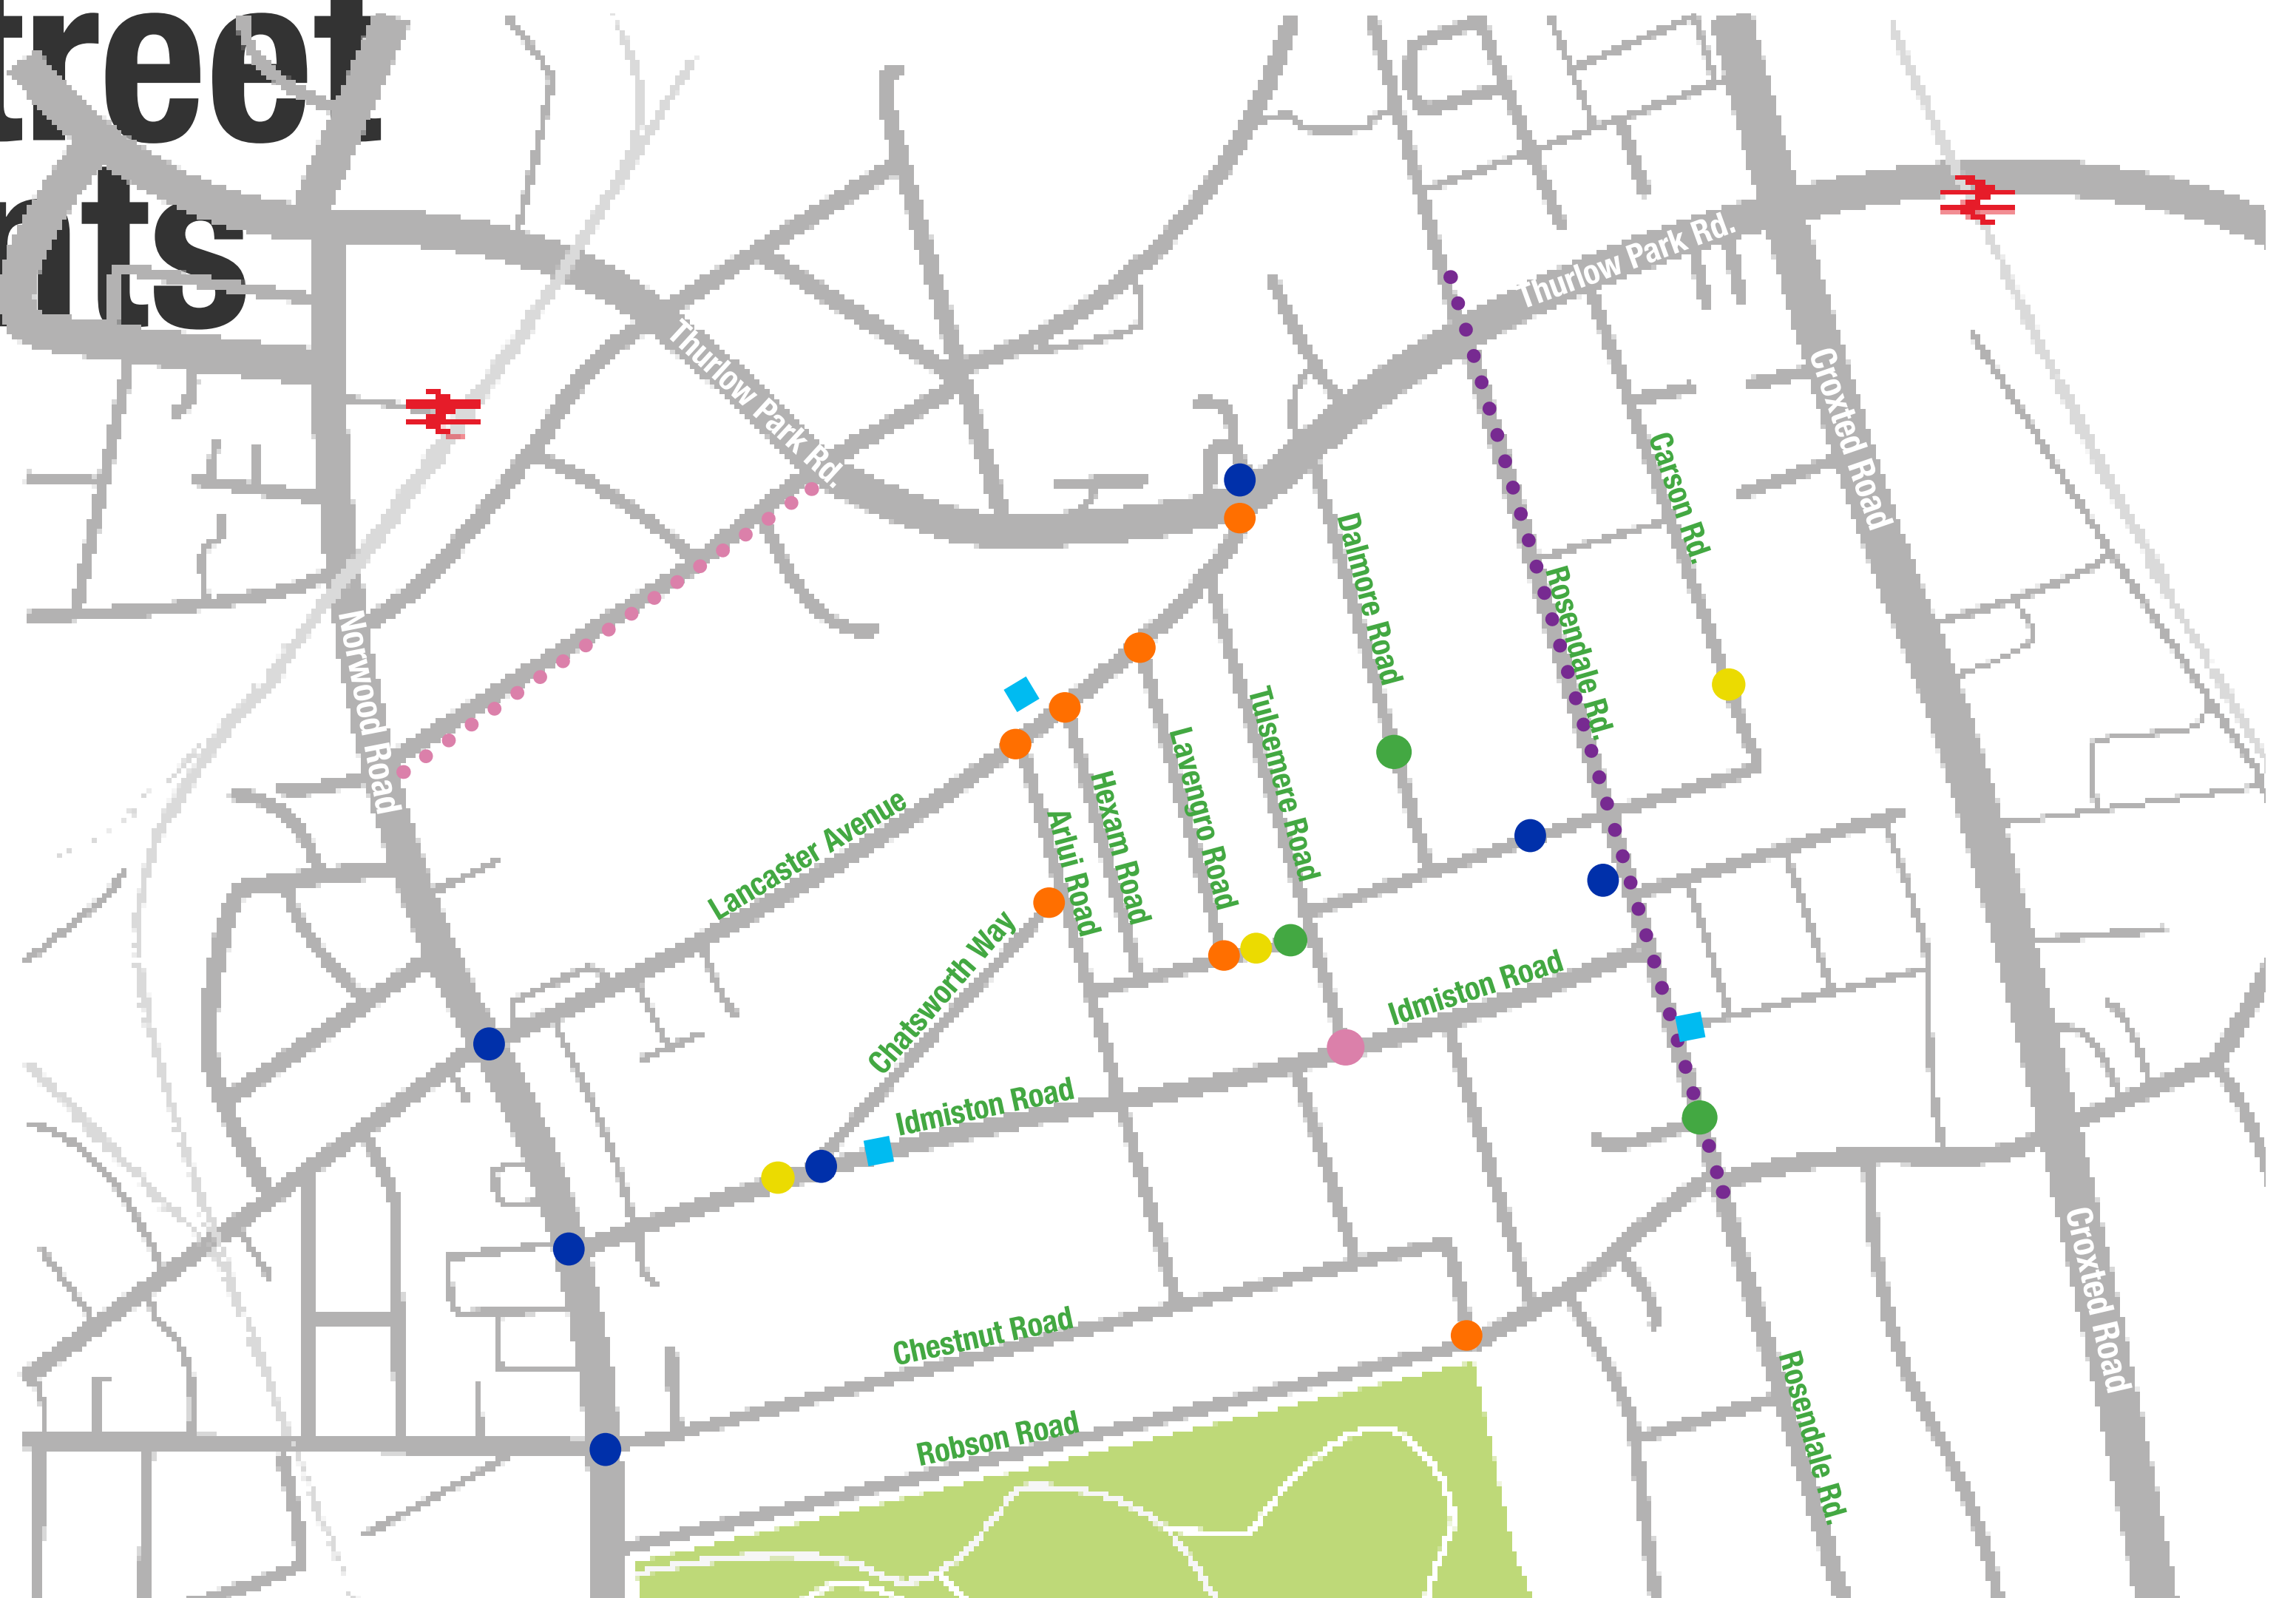 treet
nts
Thurlow Park Rd.
Thurlow Park Rd.
Croxted Road
Carson Rd.
Dalmore Road
Rosendale Rd.
Norwood Road
Tulsemere Road
Lavengro Road
Hexam Road
Arlui Road
Lancaster Avenue
Chatsworth Way
Idmiston Road
Idmiston Road
Chestnut Road
Robson Road
Croxted Road
Rosendale Rd.